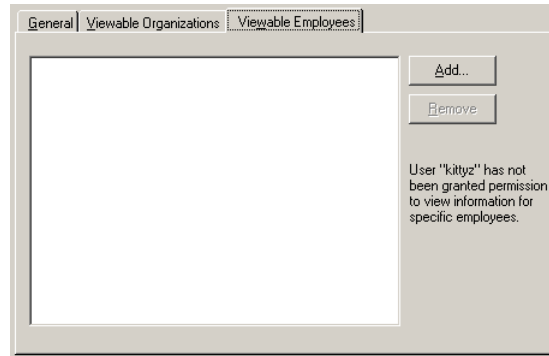 General Viewable Organizations Viewable Employees
Add...
Remove
User "kittyz" has not
been granted permission
to view information for
specific employees.